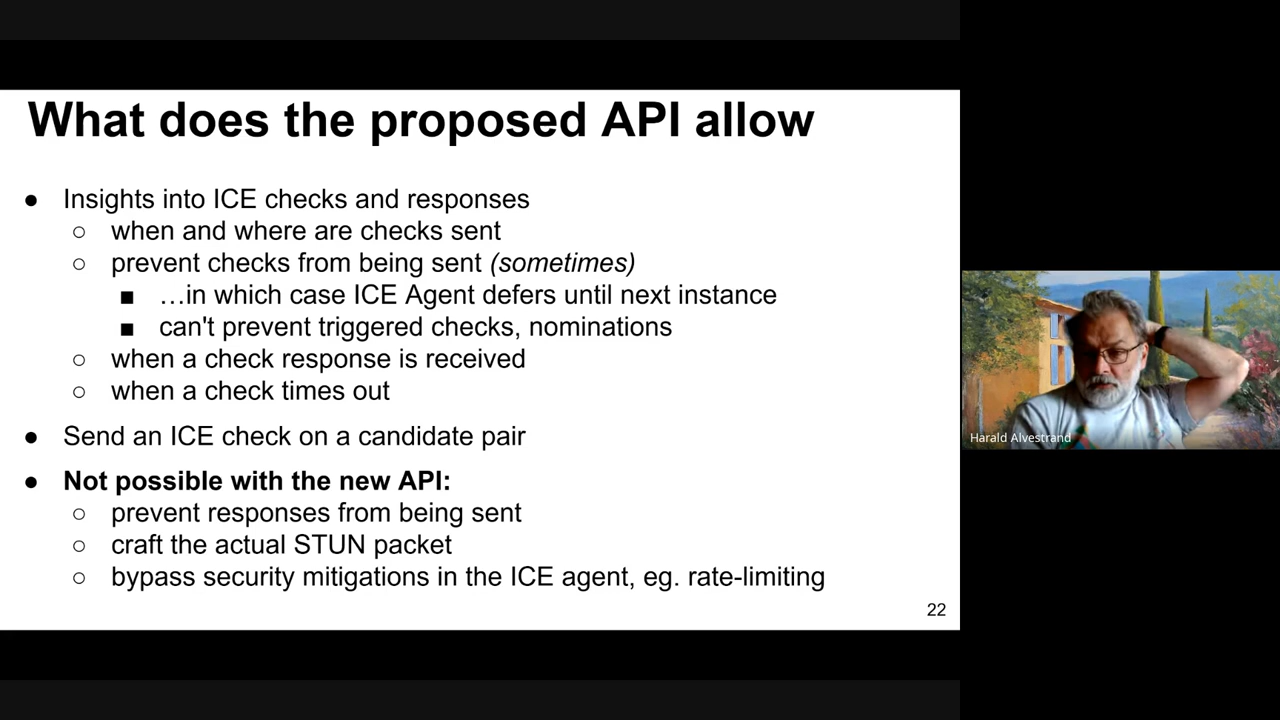 What does the proposed API allow
● Insights into ICE checks and responses
○ when and where are checks sent
○ prevent checks from being sent (sometimes)
■ …in which case ICE Agent defers until next instance
■ can't prevent triggered checks, nominations
○ when a check response is received
○ when a check times out
● Send an ICE check on a candidate pair
● Not possible with the new API:
○ prevent responses from being sent
○ craft the actual STUN packet
○ bypass security mitigations in the ICE agent, eg. rate-limiting
22
Harald Alvestrand